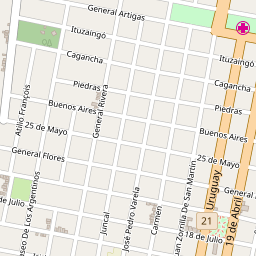 General Artigas
Ituzaingó
Ituzaingó
Cagancha
Cagancha
Piedras
Piedras
Buenos Aires
Buenos Aires
25 de Mayo
25 de Mayo
General Flores
General A
Atilio François
General Rivera
Paseo De Los Argentinos
de Julio
Juncal
José Pedro Varela
Carmen
Juan Zorrilla De San Martín
Uruguay
21
18 de Julio
19 de Abril